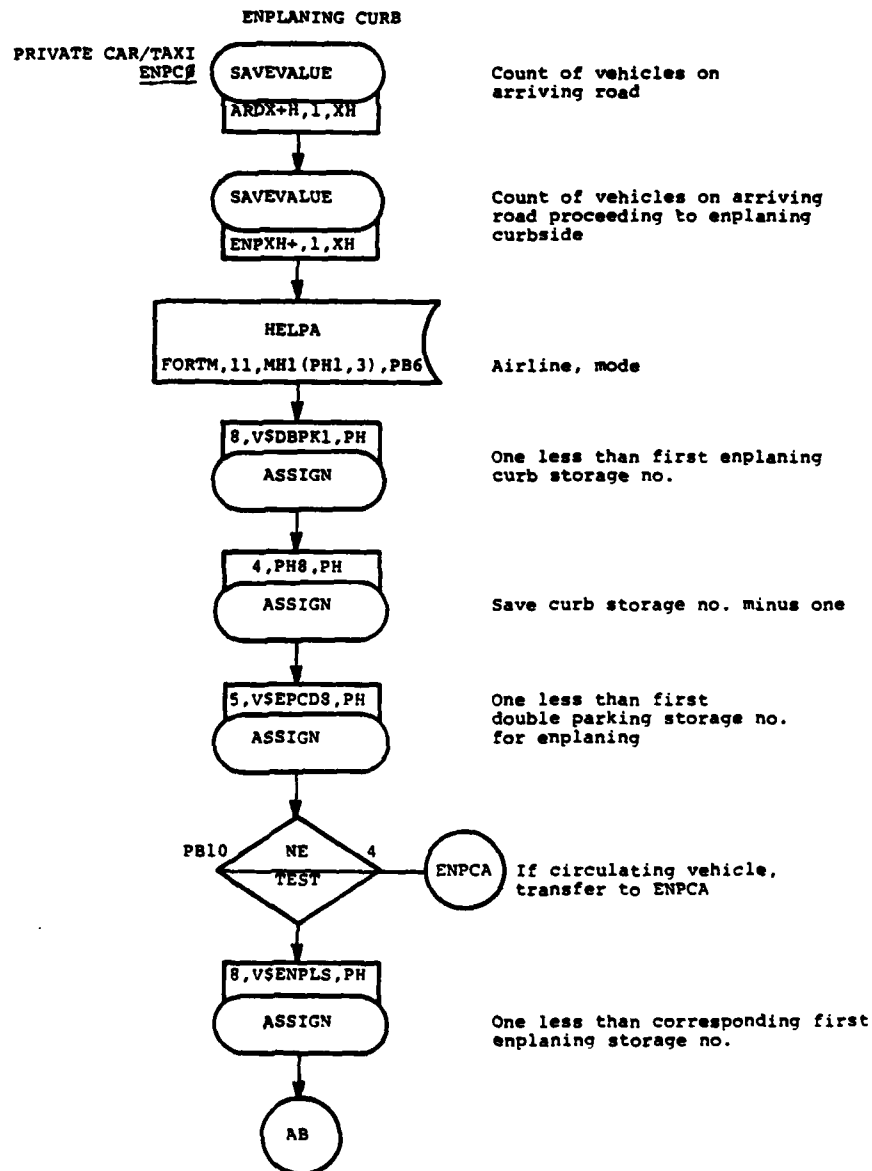 ENPLANING CURB
PRIVATE CAR/TAXI
ENPCØ
SAVEVALUE
ARDX+H,1,XH
Count of vehicles on
arriving road
SAVEVALUE
ENPXH+,1,XH
Count of vehicles on arriving
road proceeding to enplaning
curbside
HELPA
FORTM,11,MH1(PH1,3),PB6
Airline, mode
8,V$DBPK1,PH
ASSIGN
One less than first enplaning
curb storage no.
4,PH8,PH
ASSIGN
Save curb storage no. minus one
5,V$EPCD8,PH
ASSIGN
One less than first
double parking storage no.
for enplaning
PB10 NE 4
TEST
ENPCA
If circulating vehicle,
transfer to ENPCA
8,V$ENPLS,PH
ASSIGN
One less than corresponding first
enplaning storage no.
AB